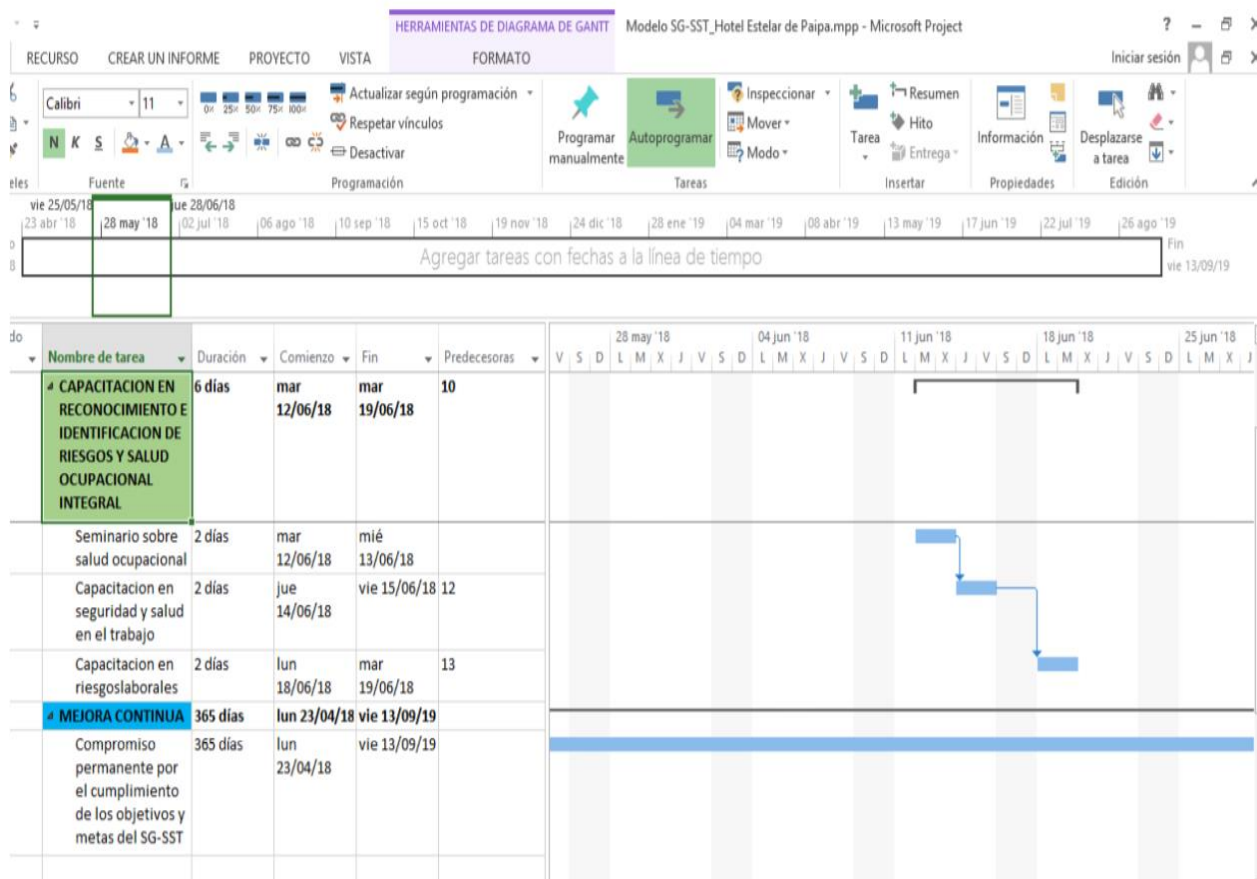 HERRAMIENTAS DE DIAGRAMA DE GANTT Modelo SG-SST_Hotel Estelar de Paipa.mpp - Microsoft Project ?
RECURSO CREAR UN INFORME PROYECTO VISTA FORMATO Iniciar sesión
Calibri 11 0x 25x 50x 75x 100x Actualizar según programación
Respetar vínculos
Desactivar
N K S A
Programar manualmente
Autoprogramar
Inspeccionar
Mover
Modo
Tarea
Resumen
Hito
Entrega
Información
Desplazarse a tarea
Fuente Programación Tareas Insertar Propiedades Edición
vie 25/05/18 28/06/18
23 abr '18 28 may '18 02 jul '18 06 ago '18 10 sep '18 15 oct '18 19 nov '18 24 dic '18 28 ene '19 04 mar '19 08 abr '19 13 may '19 17 jun '19 22 jul '19 26 ago '19
Agregar tareas con fechas a la línea de tiempo
Fin
vie 13/09/19
Nombre de tarea Duración Comienzo Fin Predecesoras
28 may '18 04 jun '18 11 jun '18 18 jun '18 25 jun '18
V S D L M X J V S D L M X J V S D L M X J V S D L M X J V S D L M X J
CAPACITACION EN 6 días mar mar 10
RECONOCIMIENTO E 12/06/18 19/06/18
IDENTIFICACION DE
RIESGOS Y SALUD
OCUPACIONAL
INTEGRAL
Seminario sobre 2 días mar mié
salud ocupacional 12/06/18 13/06/18
Capacitacion en 2 días jue vie 15/06/18 12
seguridad y salud 14/06/18
en el trabajo
Capacitacion en 2 días lun mar 13
riesgoslaborales 18/06/18 19/06/18
MEJORA CONTINUA 365 días lun 23/04/18 vie 13/09/19
Compromiso 365 días lun vie 13/09/19
permanente por 23/04/18
el cumplimiento
de los objetivos y
metas del SG-SST